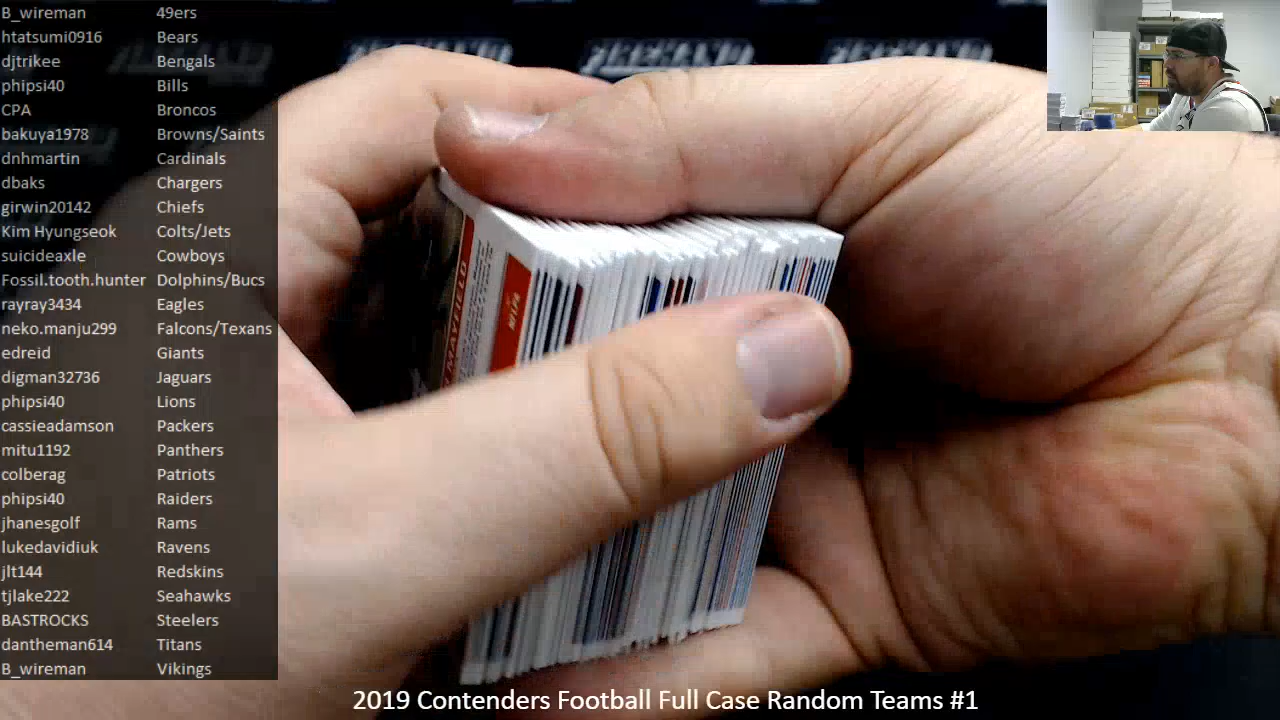 B_wireman 49ers
htatsumi0916 Bears
djtrikee Bengals
phipsi40 Bills
CPA Broncos
bakuya1978 Browns/Saints
dnhmartin Cardinals
dbaks Chargers
girwin20142 Chiefs
Kim Hyungseok Colts/Jets
suicideaxle Cowboys
Fossil.tooth.hunter Dolphins/Bucs
rayray3434 Eagles
neko.manju299 Falcons/Texans
edreid Giants
digman32736 Jaguars
phipsi40 Lions
cassieadamson Packers
mitu1192 Panthers
colberag Patriots
phipsi40 Raiders
jhanesgolf Rams
lukedavidiuk Ravens
jlt144 Redskins
tjlake222 Seahawks
BASTROCKS Steelers
dantheman614 Titans
B_wireman Vikings
MAYFIELD
2019 Contenders Football Full Case Random Teams #1